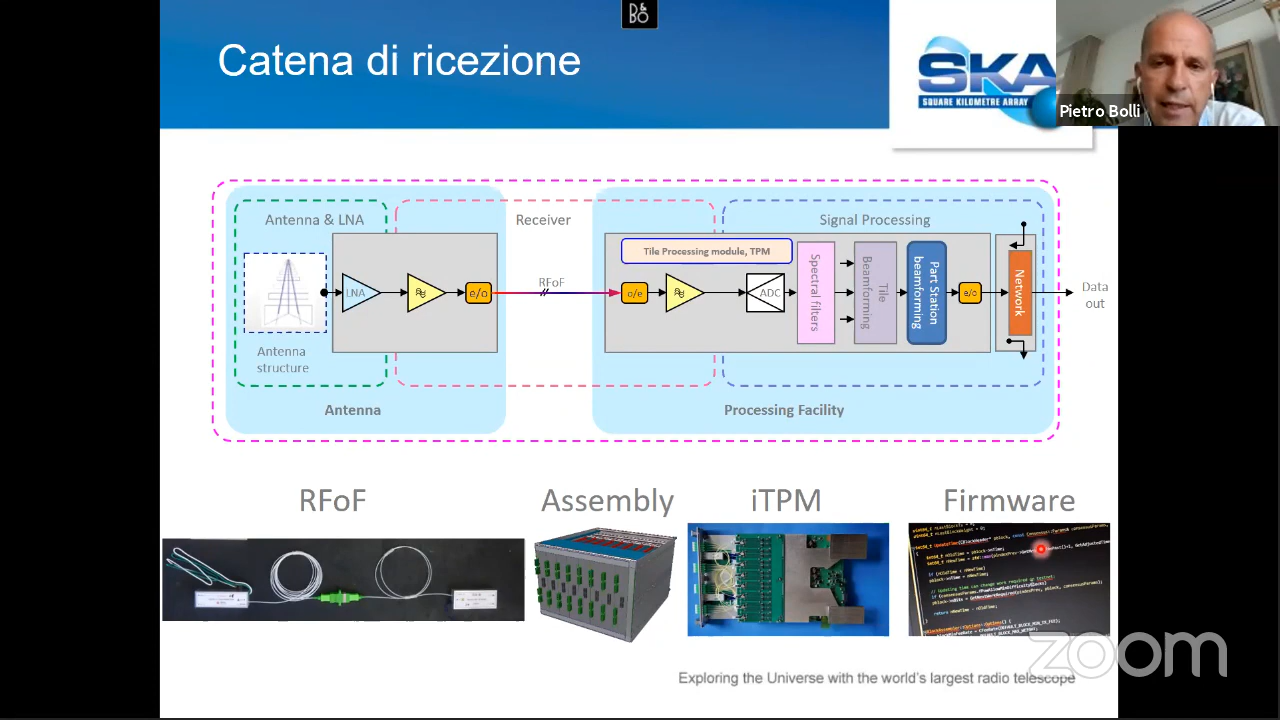 B&O
Catena di ricezione
SKA
SQUARE KILOMETRE ARRAY
Pietro Bolli
Antenna & LNA
Receiver
Signal Processing
Tile Processing module, TPM
LNA
e/o
RFoF
o/e
ADC
Spectral filters
Tile
Beamforming
Part Station
beamforming
e/o
Network
Data
out
Antenna
structure
Antenna
Processing Facility
RFoF
Assembly
iTPM
Firmware
zoom
Exploring the Universe with the world's largest radio telescope